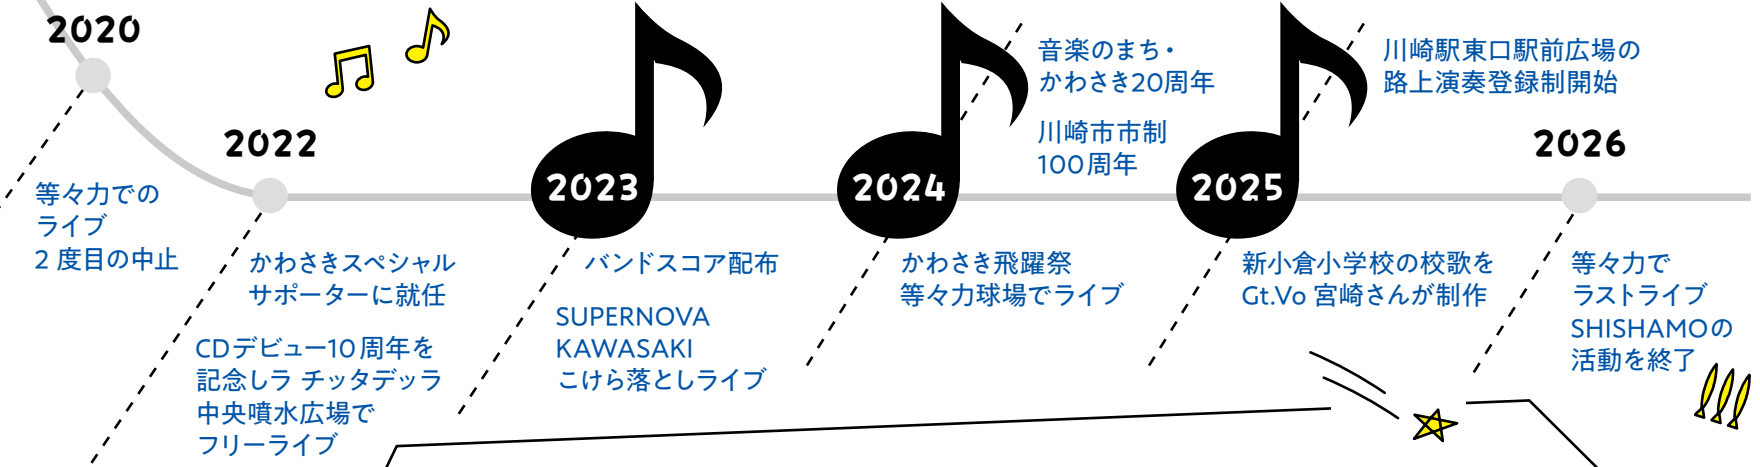 2020
等々力での
ライブ
2度目の中止
2022
かわさきスペシャル
サポーターに就任
CDデビュー10周年を
記念しラ チッタデッラ
中央噴水広場で
フリーライブ
2023
バンドスコア配布
SUPERNOVA
KAWASAKI
こけら落としライブ
2024
音楽のまち・
かわさき20周年
川崎市市制
100周年
かわさき飛躍祭
等々力球場でライブ
2025
川崎駅東口駅前広場の
路上演奏登録制開始
新小倉小学校の校歌を
Gt.Vo 宮崎さんが制作
2026
等々力で
ラストライブ
SHISHAMOの
活動を終了